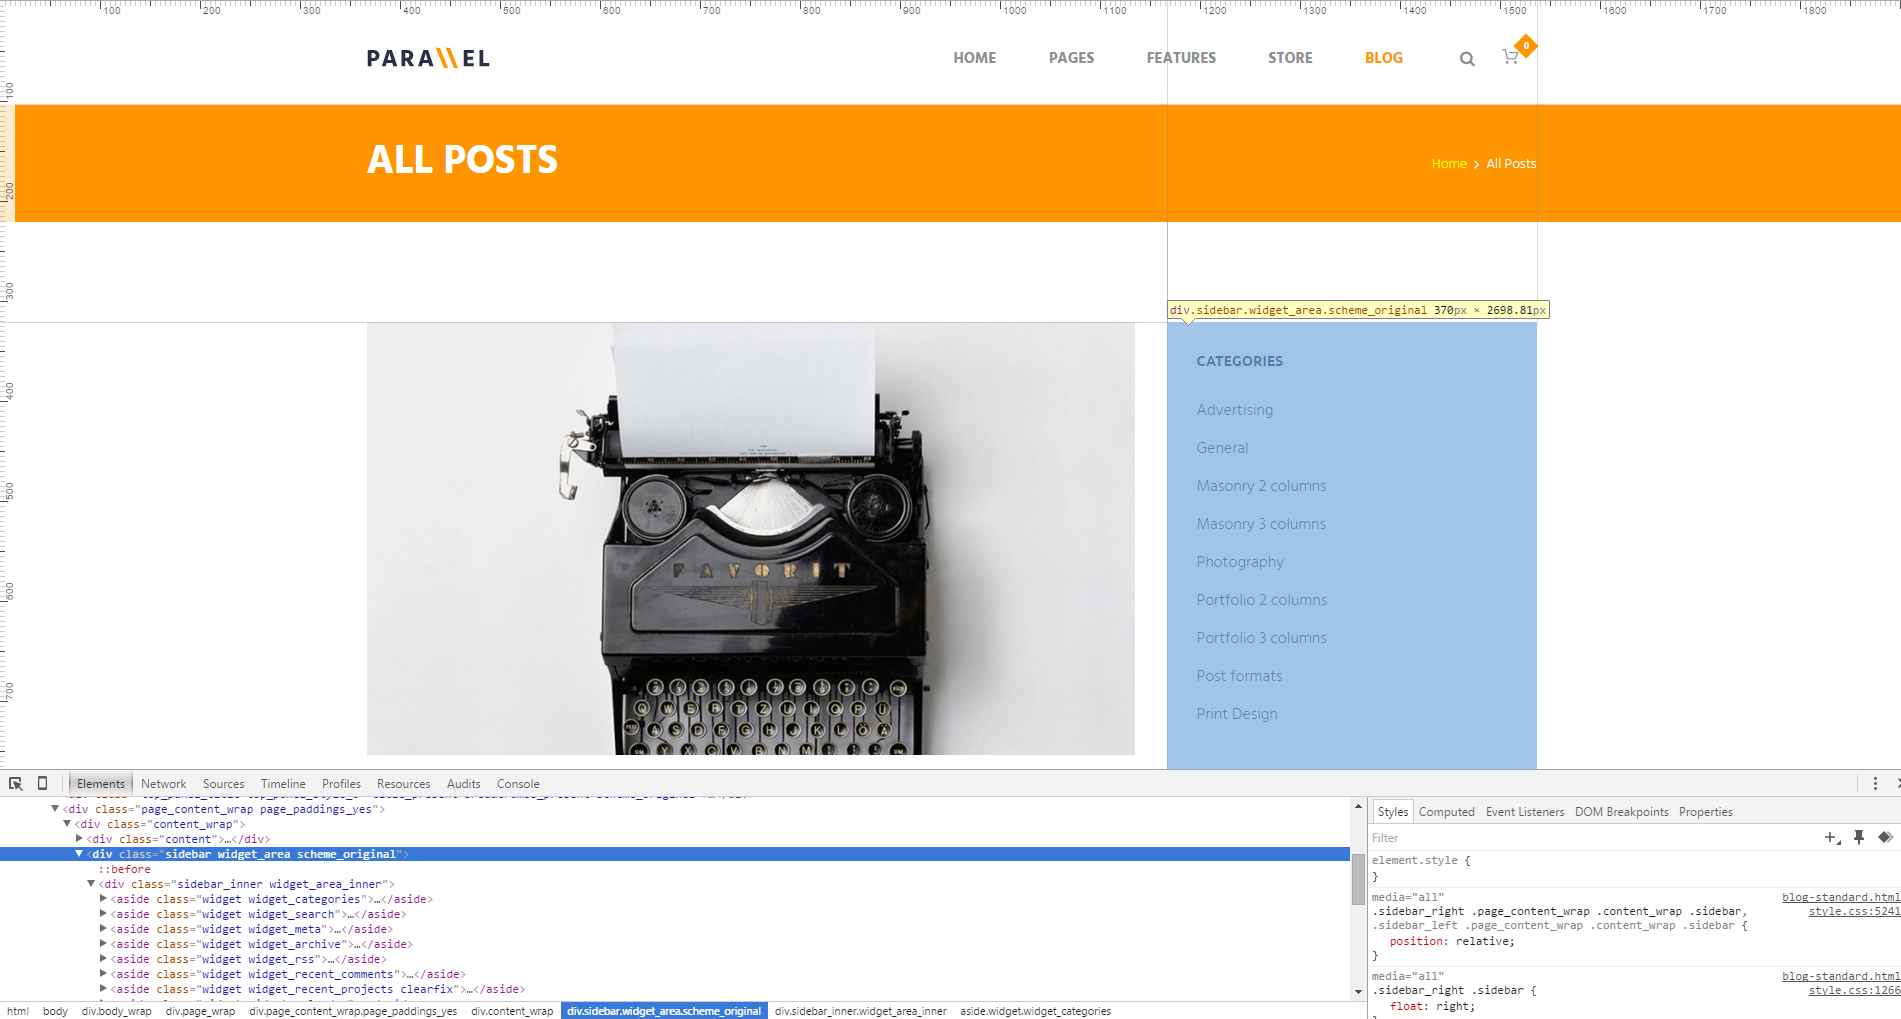 100 200 300 400 500 600 700 800 900 1000 1100 1200 1300 1400 1500 1600 1700 1800
100
200
300
400
500
600
700
PARALLEL
HOME PAGES FEATURES STORE BLOG 0
ALL POSTS
Home > All Posts
div.sidebar.widget_area.scheme_original 370px × 2698.81px
CATEGORIES
Advertising
General
Masonry 2 columns
Masonry 3 columns
Photography
Portfolio 2 columns
Portfolio 3 columns
Post formats
Print Design
FAVORIT
Q W E R T Z U I O P Ü
A S D F G H J K L Ö Ä
Y X C V B N M
Elements Network Sources Timeline Profiles Resources Audits Console
▼<div class="page_content_wrap page_paddings_yes">
▼<div class="content_wrap">
▶<div class="content">…</div>
▼<div class="sidebar widget_area scheme_original">
::before
▼<div class="sidebar_inner widget_area_inner">
▶<aside class="widget widget_categories">…</aside>
▶<aside class="widget widget_search">…</aside>
▶<aside class="widget widget_meta">…</aside>
▶<aside class="widget widget_archive">…</aside>
▶<aside class="widget widget_rss">…</aside>
▶<aside class="widget widget_recent_comments">…</aside>
▶<aside class="widget widget_recent_projects clearfix">…</aside>
html body div.body_wrap div.page_wrap div.page_content_wrap.page_paddings_yes div.content_wrap div.sidebar.widget_area.scheme_original div.sidebar_inner.widget_area_inner aside.widget.widget_categories
Styles Computed Event Listeners DOM Breakpoints Properties
Filter
element.style {
}
media="all" blog-standard.html
.sidebar_right .page_content_wrap .content_wrap .sidebar, style.css:5241
.sidebar_left .page_content_wrap .content_wrap .sidebar {
position: relative;
}
media="all" blog-standard.html
.sidebar_right .sidebar { style.css:1266
float: right;